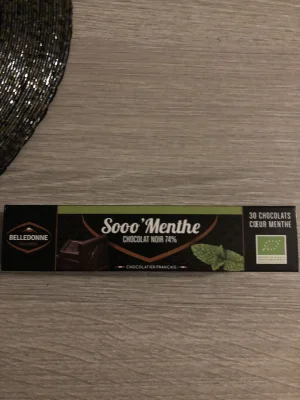 BELLEDONNE
Sooo'Menthe
CHOCOLAT NOIR 74%
CHOCOLATIER FRANÇAIS
30 CHOCOLATS
CŒUR MENTHE